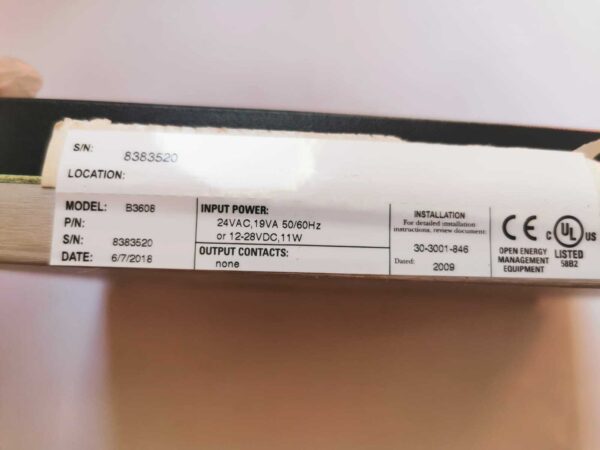 S/N: 8383520
LOCATION:
MODEL: B3608
P/N:
S/N: 8383520
DATE: 6/7/2018
INPUT POWER:
24VAC,19VA 50/60Hz
or 12-28VDC,11W
OUTPUT CONTACTS:
none
INSTALLATION
For detailed installation
instructions, review document:
30-3001-846
Dated: 2009
CE
OPEN ENERGY
MANAGEMENT
EQUIPMENT
C UL US
LISTED
58B2